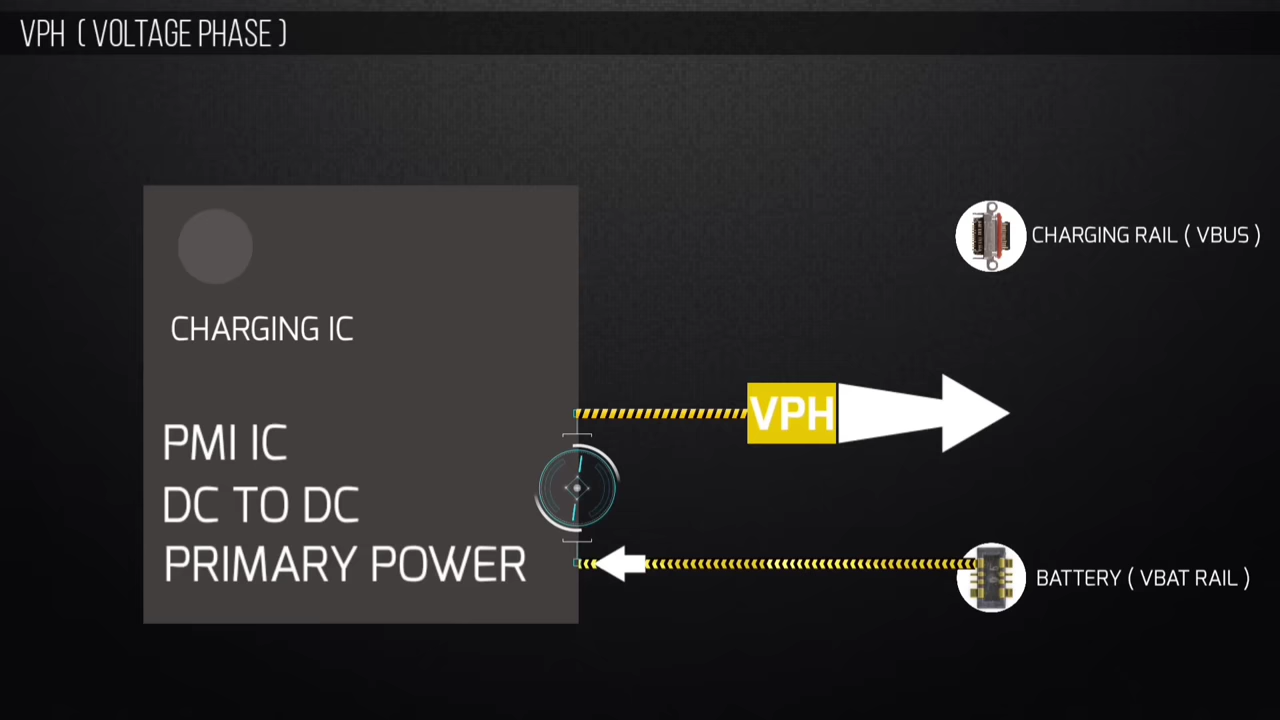 VPH ( VOLTAGE PHASE )
CHARGING RAIL ( VBUS )
CHARGING IC
VPH
PMI IC
DC TO DC
PRIMARY POWER
BATTERY ( VBAT RAIL )